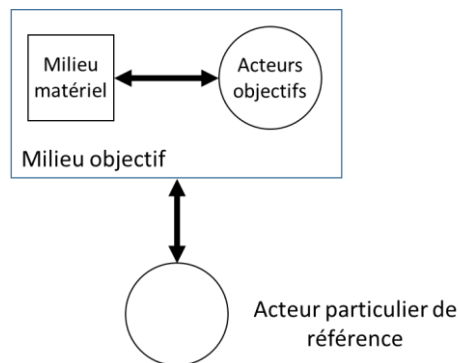 Milieu
matériel
Acteurs
objectifs
Milieu objectif
Acteur particulier de
référence